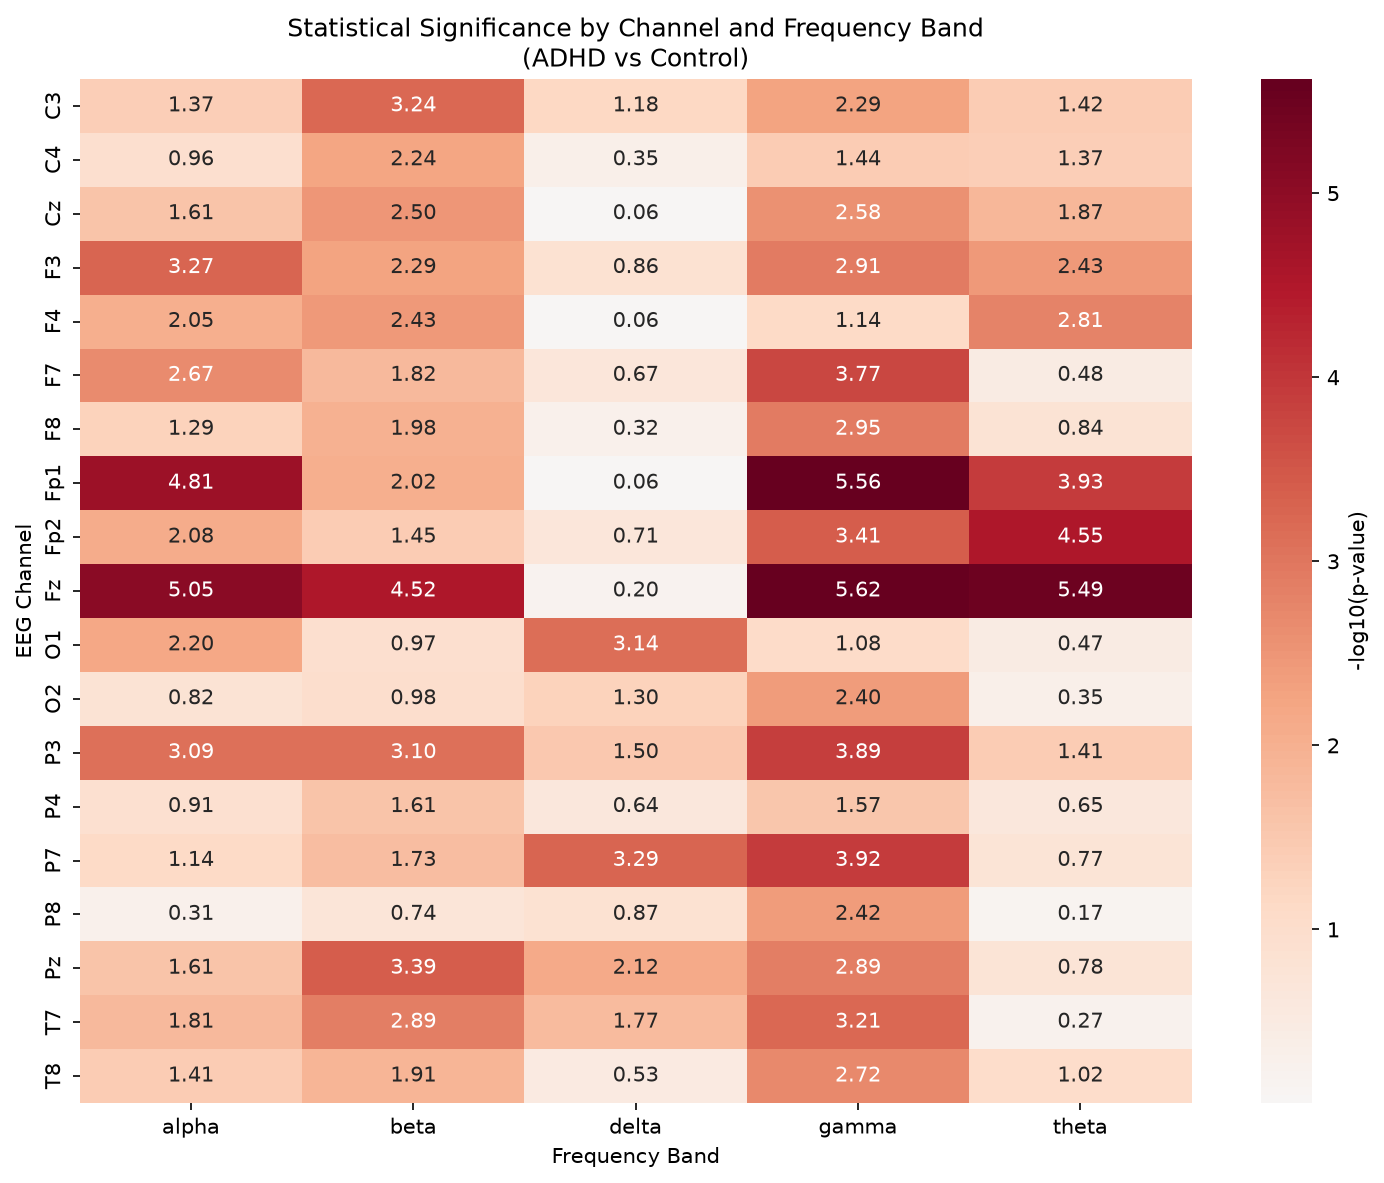 Statistical Significance by Channel and Frequency Band
(ADHD vs Control)
C3 1.37 3.24 1.18 2.29 1.42
C4 0.96 2.24 0.35 1.44 1.37
Cz 1.61 2.50 0.06 2.58 1.87
F3 3.27 2.29 0.86 2.91 2.43
F4 2.05 2.43 0.06 1.14 2.81
F7 2.67 1.82 0.67 3.77 0.48
F8 1.29 1.98 0.32 2.95 0.84
Fp1 4.81 2.02 0.06 5.56 3.93
Fp2 2.08 1.45 0.71 3.41 4.55
Fz 5.05 4.52 0.20 5.62 5.49
O1 2.20 0.97 3.14 1.08 0.47
O2 0.82 0.98 1.30 2.40 0.35
P3 3.09 3.10 1.50 3.89 1.41
P4 0.91 1.61 0.64 1.57 0.65
P7 1.14 1.73 3.29 3.92 0.77
P8 0.31 0.74 0.87 2.42 0.17
Pz 1.61 3.39 2.12 2.89 0.78
T7 1.81 2.89 1.77 3.21 0.27
T8 1.41 1.91 0.53 2.72 1.02
alpha beta delta gamma theta
Frequency Band
EEG Channel
5
4
3
2
1
-log10(p-value)